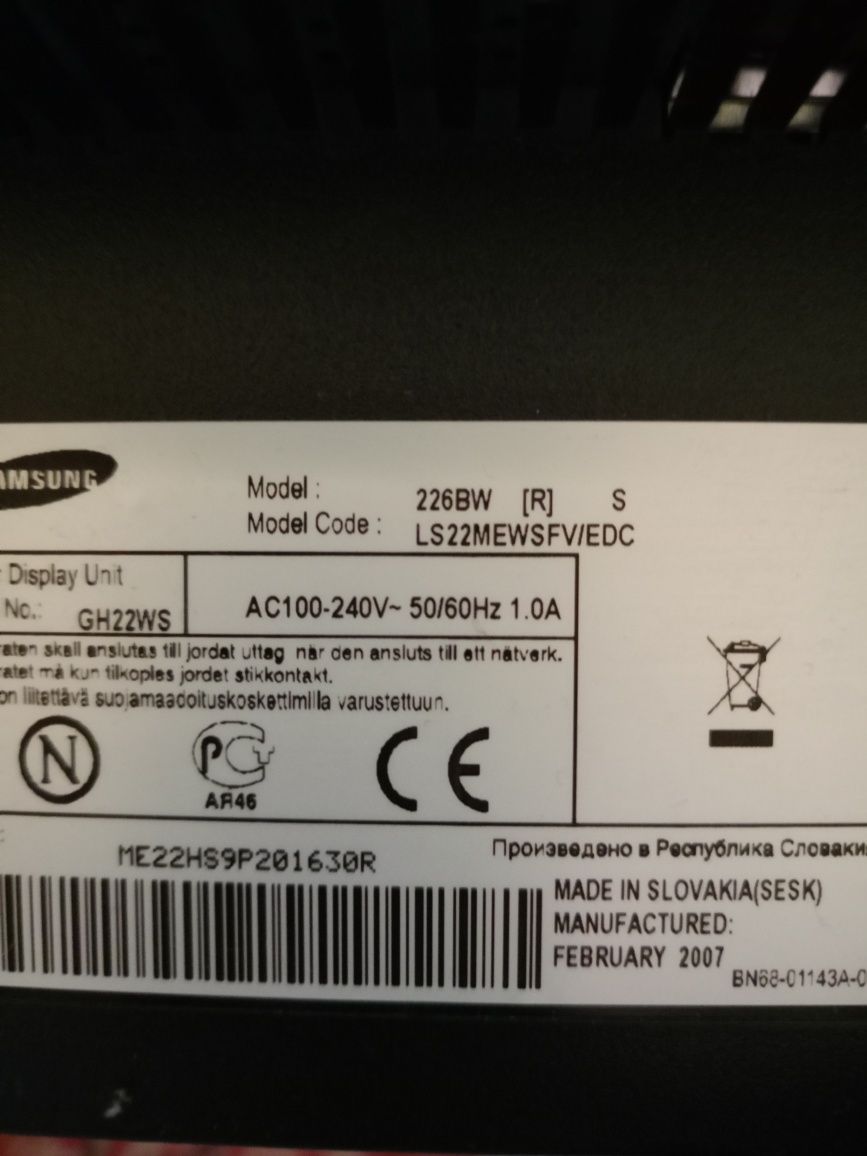 AMSUNG
Model : 226BW [R] S
Model Code : LS22MEWSFV/EDC
Display Unit
No.: GH22WS
AC100-240V~ 50/60Hz 1.0A
raten skall anslutas till jordat uttag när den ansluts till ett nätverk.
ratet må kun tilkoples jordet stikkontakt.
on liitettävä suojamaadoituskoskettimilla varustettuun.
N
PC
АЯ46
CE
ME22HS9P201630R
Произведено в Республика Словаки
MADE IN SLOVAKIA(SESK)
MANUFACTURED:
FEBRUARY 2007
BN68-01143A-0